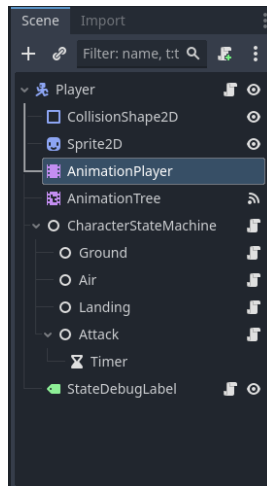 Scene Import
Filter: name, t:t
Player
CollisionShape2D
Sprite2D
AnimationPlayer
AnimationTree
CharacterStateMachine
Ground
Air
Landing
Attack
Timer
StateDebugLabel